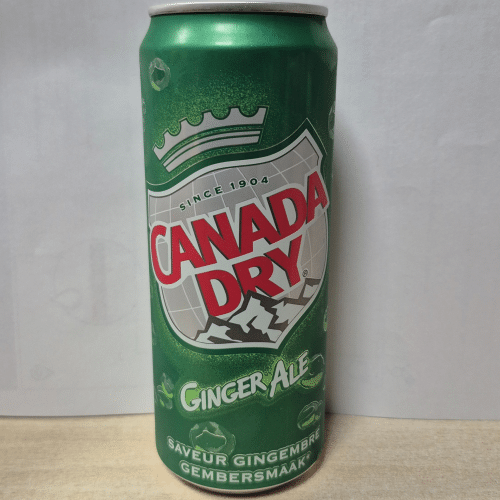 SINCE 1904
CANADA
DRY
®
GINGER ALE
SAVEUR GINGEMBRE
GEMBERSMAAK*